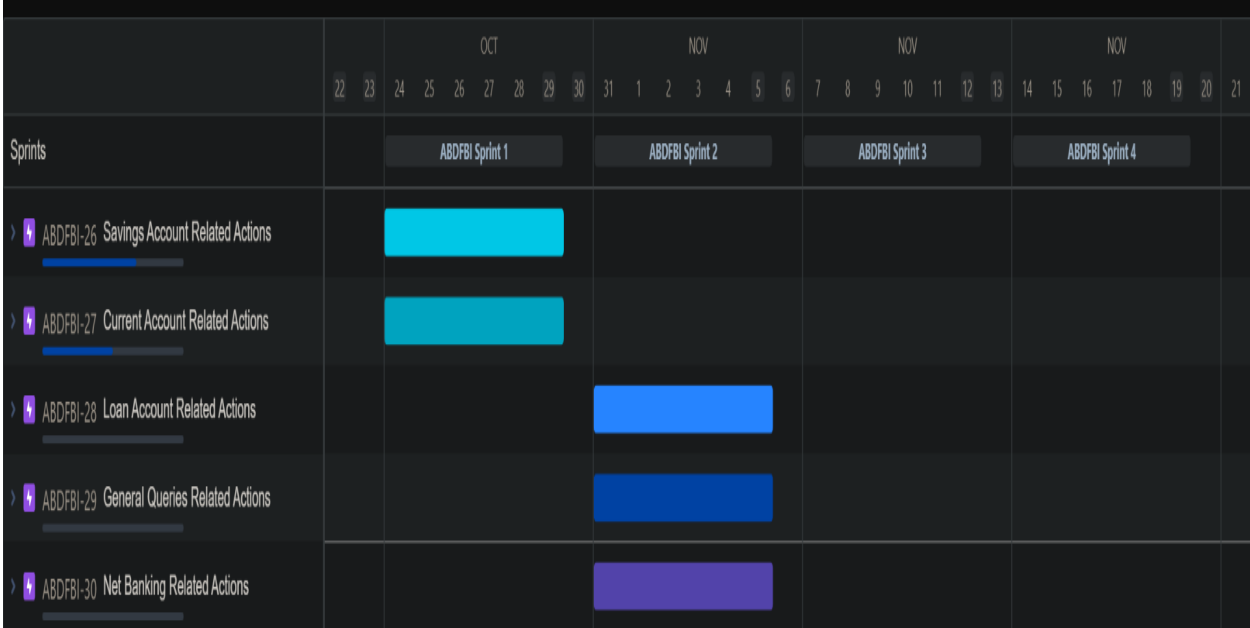 OCT NOV NOV NOV
22 23 24 25 26 27 28 29 30 31 1 2 3 4 5 6 7 8 9 10 11 12 13 14 15 16 17 18 19 20 21
Sprints ABDFBI Sprint 1 ABDFBI Sprint 2 ABDFBI Sprint 3 ABDFBI Sprint 4
ABDFBI-26 Savings Account Related Actions
ABDFBI-27 Current Account Related Actions
ABDFBI-28 Loan Account Related Actions
ABDFBI-29 General Queries Related Actions
ABDFBI-30 Net Banking Related Actions